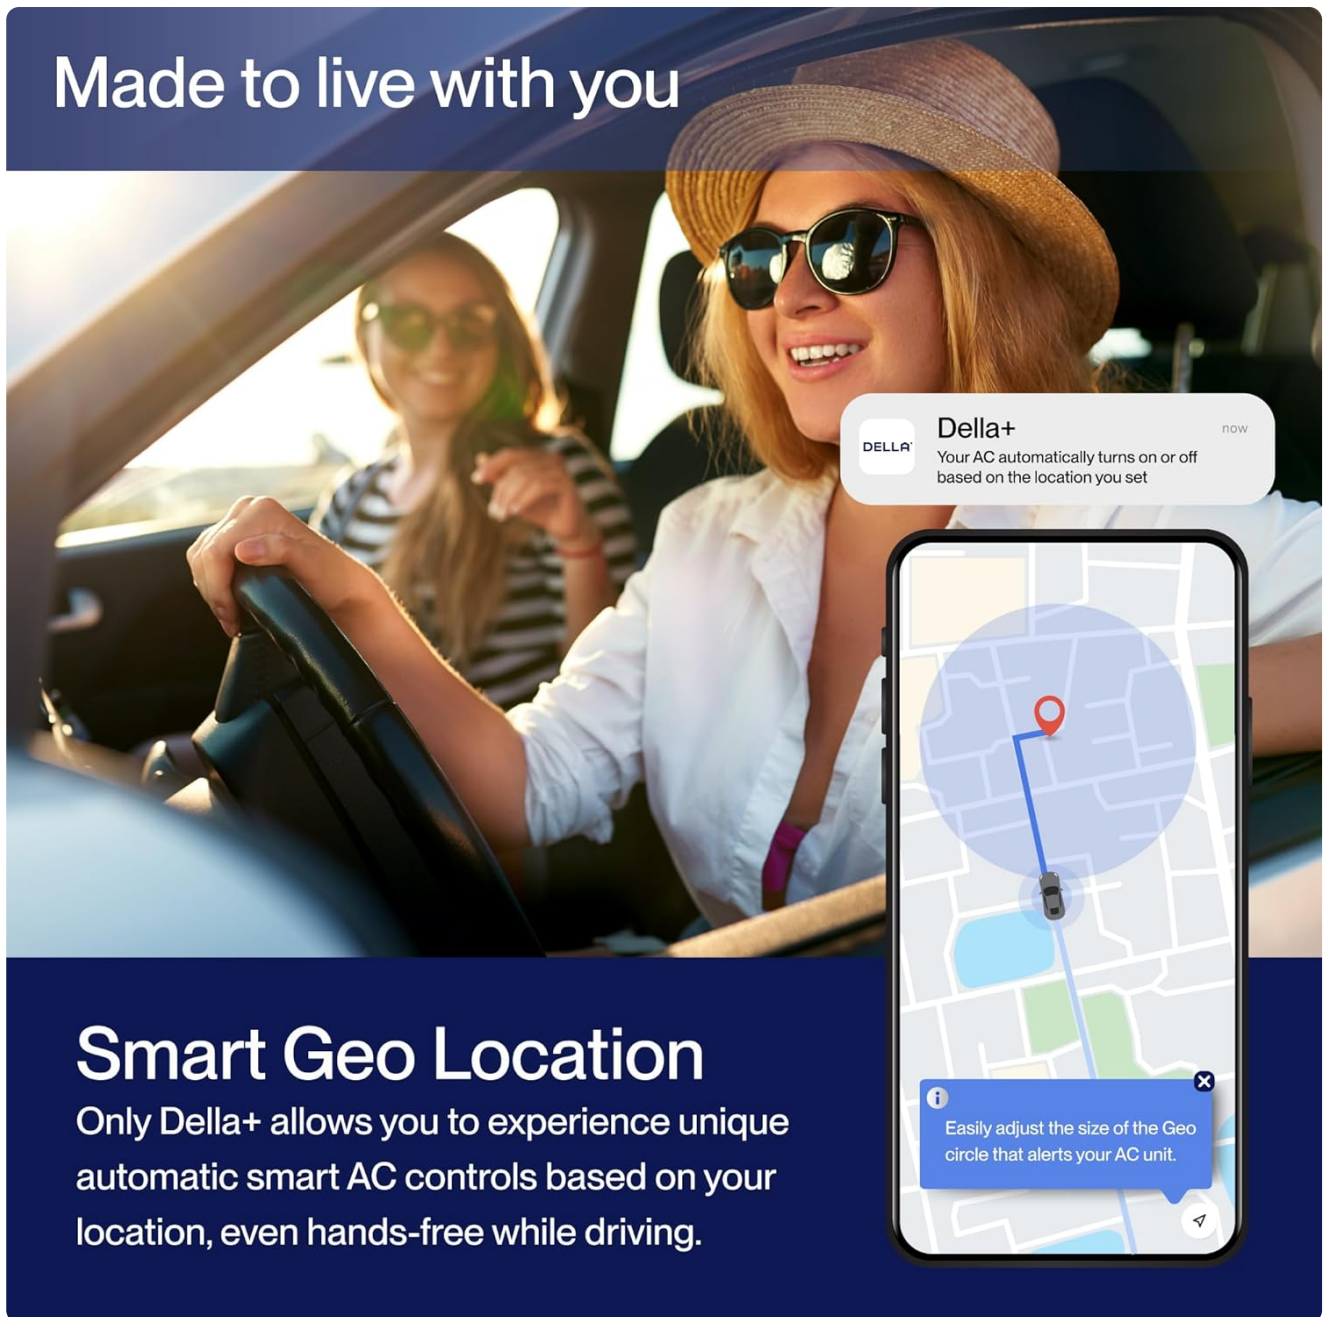 Made to live with you
DELLA
Della+
now
Your AC automatically turns on or off
based on the location you set
Easily adjust the size of the Geo
circle that alerts your AC unit.
Smart Geo Location
Only Della+ allows you to experience unique
automatic smart AC controls based on your
location, even hands-free while driving.